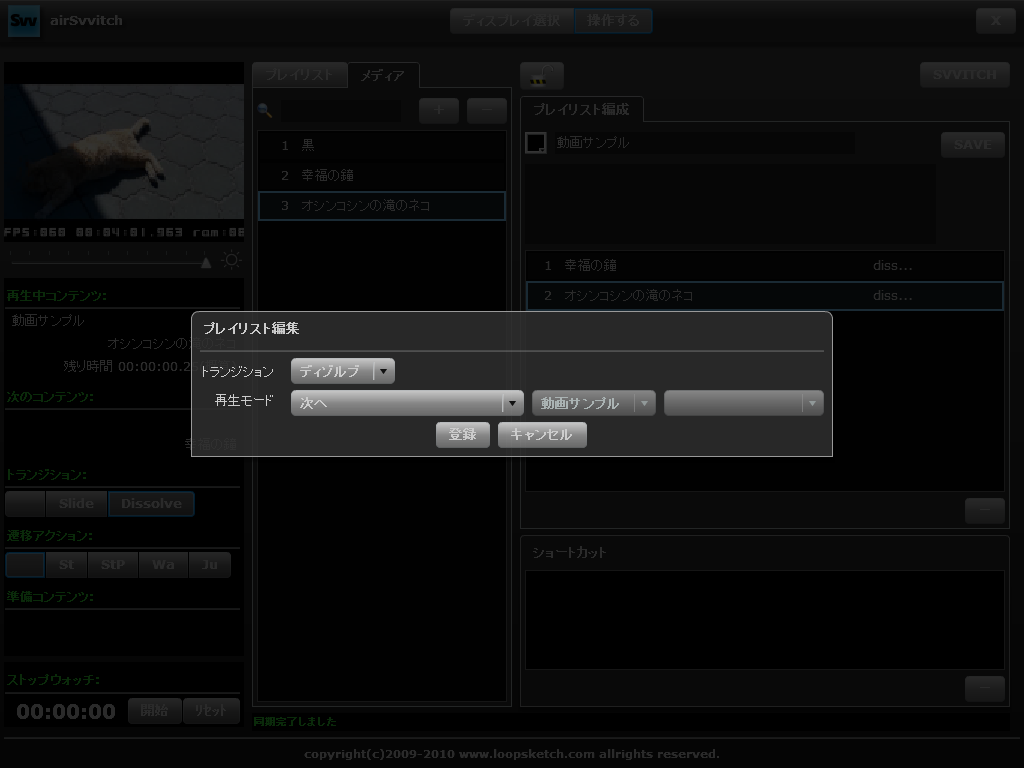 Svv airSvvitch ディスプレイ選択 操作する X
プレイリスト メディア SVVITCH
+ − プレイリスト編成
1 黒 動画サンプル SAVE
2 幸福の鐘
3 オシンコシンの滝のネコ
1 幸福の鐘 diss...
2 オシンコシンの滝のネコ diss...
再生中コンテンツ:
動画サンプル
オシンコシンの滝のネコ
残り時間 00:00:00.2
次のコンテンツ:
幸福の鐘
プレイリスト編集
トランジション ディゾルブ
再生モード 次へ 動画サンプル
登録 キャンセル
トランジション:
Slide Dissolve
遷移アクション:
St StP Wa Ju
準備コンテンツ:
ショートカット
ストップウォッチ:
00:00:00 開始 リセット
同期完了しました
copyright(c)2009-2010 www.loopsketch.com allrights reserved.